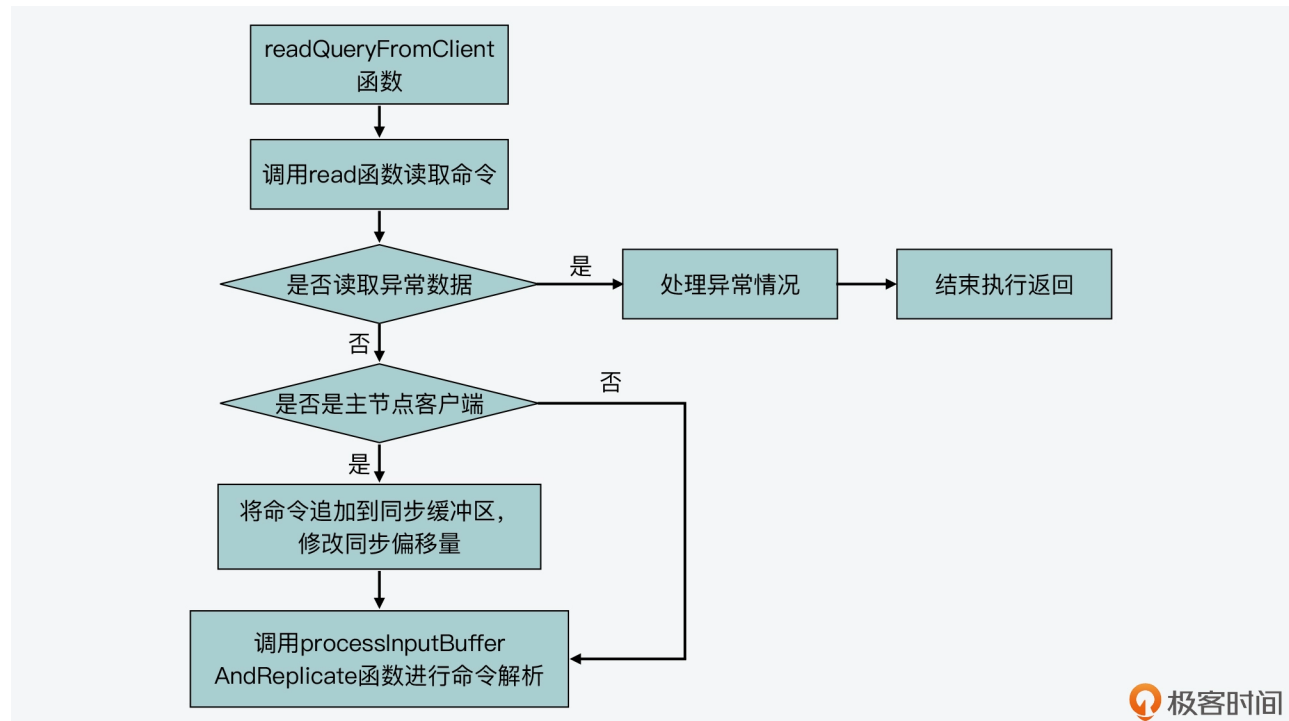 readQueryFromClient
函数
调用read函数读取命令
是否读取异常数据
是
处理异常情况
结束执行返回
否
是否是主节点客户端
否
是
将命令追加到同步缓冲区，
修改同步偏移量
调用processInputBuffer
AndReplicate函数进行命令解析
极客时间